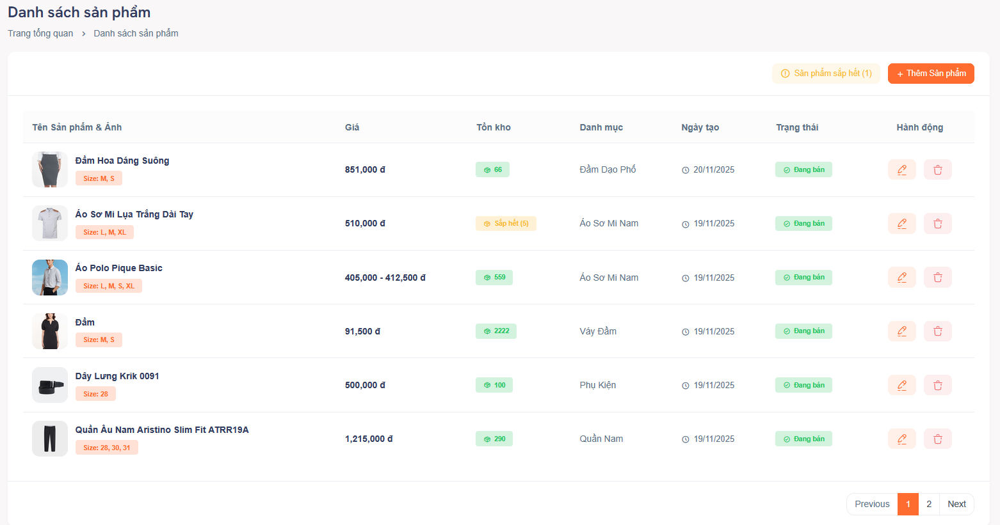 Danh sách sản phẩm
Trang tổng quan > Danh sách sản phẩm
Sản phẩm sắp hết (1)
+ Thêm Sản phẩm
Tên Sản phẩm & Ảnh Giá Tồn kho Danh mục Ngày tạo Trạng thái Hành động
Đầm Hoa Dáng Suông
Size: M, S
851,000 đ 66 Đầm Dạo Phố 20/11/2025 Đang bán
Áo Sơ Mi Lụa Trắng Dài Tay
Size: L, M, XL
510,000 đ Sắp hết (5) Áo Sơ Mi Nam 19/11/2025 Đang bán
Áo Polo Pique Basic
Size: L, M, S, XL
405,000 - 412,500 đ 559 Áo Sơ Mi Nam 19/11/2025 Đang bán
Đầm
Size: M, S
91,500 đ 2222 Váy Đầm 19/11/2025 Đang bán
Dây Lưng Krik 0091
Size: 28
500,000 đ 100 Phụ Kiện 19/11/2025 Đang bán
Quần Âu Nam Aristino Slim Fit ATRR19A
Size: 28, 30, 31
1,215,000 đ 290 Quần Nam 19/11/2025 Đang bán
Previous 1 2 Next